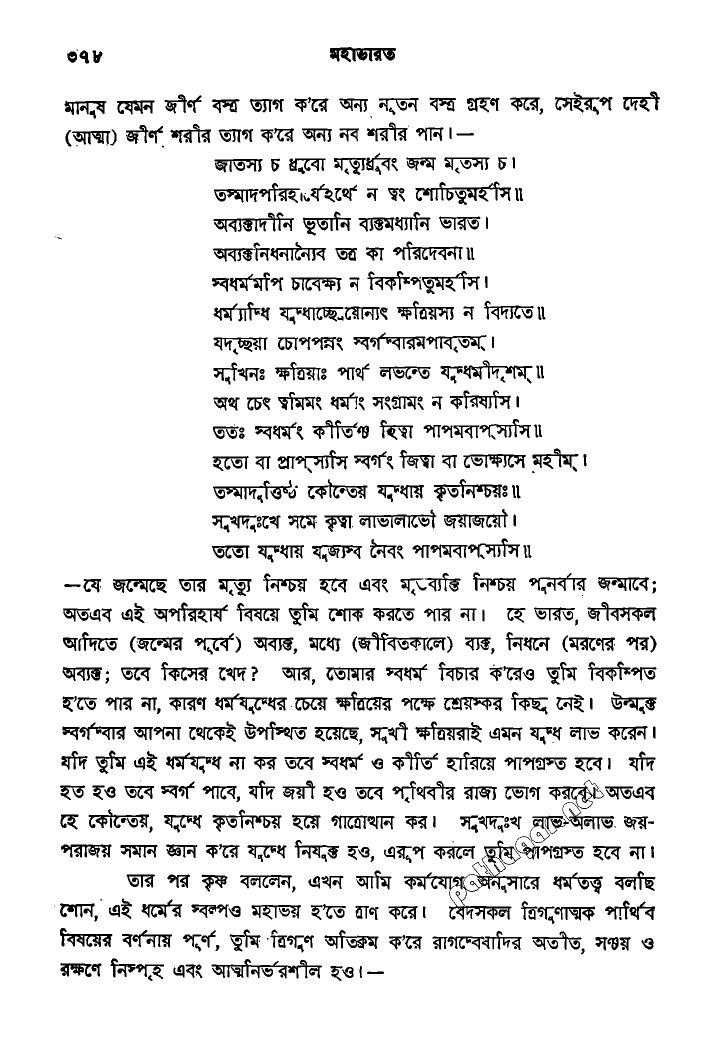 ৩৭৮ মহাভারত
মানুষ যেমন জীর্ণ বস্ত্র ত্যাগ ক'রে অন্য নূতন বস্ত্র গ্রহণ করে, সেইরূপ দেহী
(আত্মা) জীর্ণ শরীর ত্যাগ ক'রে অন্য নব শরীর পান।—
জাতস্য চ ধ্রুবো মৃত্যুর্ধ্রুবং জন্ম মৃতস্য চ।
তস্মাদপরিহার্যেহর্থে ন ত্বং শোচিতুমর্হসি॥
অব্যক্তাদীনি ভূতানি ব্যক্তমধ্যানি ভারত।
অব্যক্তনিধনান্যেব তত্র কা পরিদেবনা॥
স্বধর্মমপি চাবেক্ষ্য ন বিকম্পিতুমর্হসি।
ধর্ম্যাদ্ধি যুদ্ধাচ্ছ্রেয়োন্যৎ ক্ষত্রিয়স্য ন বিদ্যতে॥
যদৃচ্ছয়া চোপপন্নং স্বর্গদ্বারমপাবৃতম্।
সুখিনঃ ক্ষত্রিয়াঃ পার্থ লভন্তে যুদ্ধমীদৃশম্॥
অথ চেৎ ত্বমিমং ধর্ম্যং সংগ্রামং ন করিষ্যসি।
ততঃ স্বধর্মং কীর্তিঞ্চ হিত্বা পাপমবাপ্‌স্যসি॥
হতো বা প্রাপ্‌স্যসি স্বর্গং জিত্বা বা ভোক্ষ্যসে মহীম্।
তস্মাদুত্তিষ্ঠ কৌন্তেয় যুদ্ধায় কৃতনিশ্চয়ঃ॥
সুখদুঃখে সমে কৃত্বা লাভালাভৌ জয়াজয়ৌ।
ততো যুদ্ধায় যুজ্যস্ব নৈবং পাপমবাপ্‌স্যসি॥
—যে জন্মেছে তার মৃত্যু নিশ্চয় হবে এবং মৃতব্যক্তি নিশ্চয় পুনর্বার জন্মাবে;
অতএব এই অপরিহার্য বিষয়ে তুমি শোক করতে পার না। হে ভারত, জীবসকল
আদিতে (জন্মের পূর্বে) অব্যক্ত, মধ্যে (জীবিতকালে) ব্যক্ত, নিধনে (মরণের পর)
অব্যক্ত; তবে কিসের খেদ? আর, তোমার স্বধর্ম বিচার ক'রেও তুমি বিকম্পিত
হ'তে পার না, কারণ ধর্মযুদ্ধের চেয়ে ক্ষত্রিয়ের পক্ষে শ্রেয়স্কর কিছু নেই। উন্মুক্ত
স্বর্গদ্বার আপনা থেকেই উপস্থিত হয়েছে, সুখী ক্ষত্রিয়রাই এমন যুদ্ধ লাভ করেন।
যদি তুমি এই ধর্মযুদ্ধ না কর তবে স্বধর্ম ও কীর্তি হারিয়ে পাপগ্রস্ত হবে। যদি
হত হও তবে স্বর্গ পাবে, যদি জয়ী হও তবে পৃথিবীর রাজ্য ভোগ করবে। অতএব
হে কৌন্তেয়, যুদ্ধে কৃতনিশ্চয় হয়ে গাত্রোত্থান কর। সুখদুঃখ লাভ-অলাভ জয়-
পরাজয় সমান জ্ঞান ক'রে যুদ্ধে নিযুক্ত হও, এরূপ করলে তুমি পাপগ্রস্ত হবে না।
তার পর কৃষ্ণ বললেন, এখন আমি কর্মযোগ অনুসারে ধর্মতত্ত্ব বলছি
শোন, এই ধর্মের স্বল্পও মহাভয় হ'তে ত্রাণ করে। বেদসকল ত্রিগুণাত্মক পার্থিব
বিষয়ের বর্ণনায় পূর্ণ, তুমি ত্রিগুণ অতিক্রম ক'রে রাগদ্বেষাদির অতীত, সঞ্চয় ও
রক্ষণে নিস্পৃহ এবং আত্মনির্ভরশীল হও।—